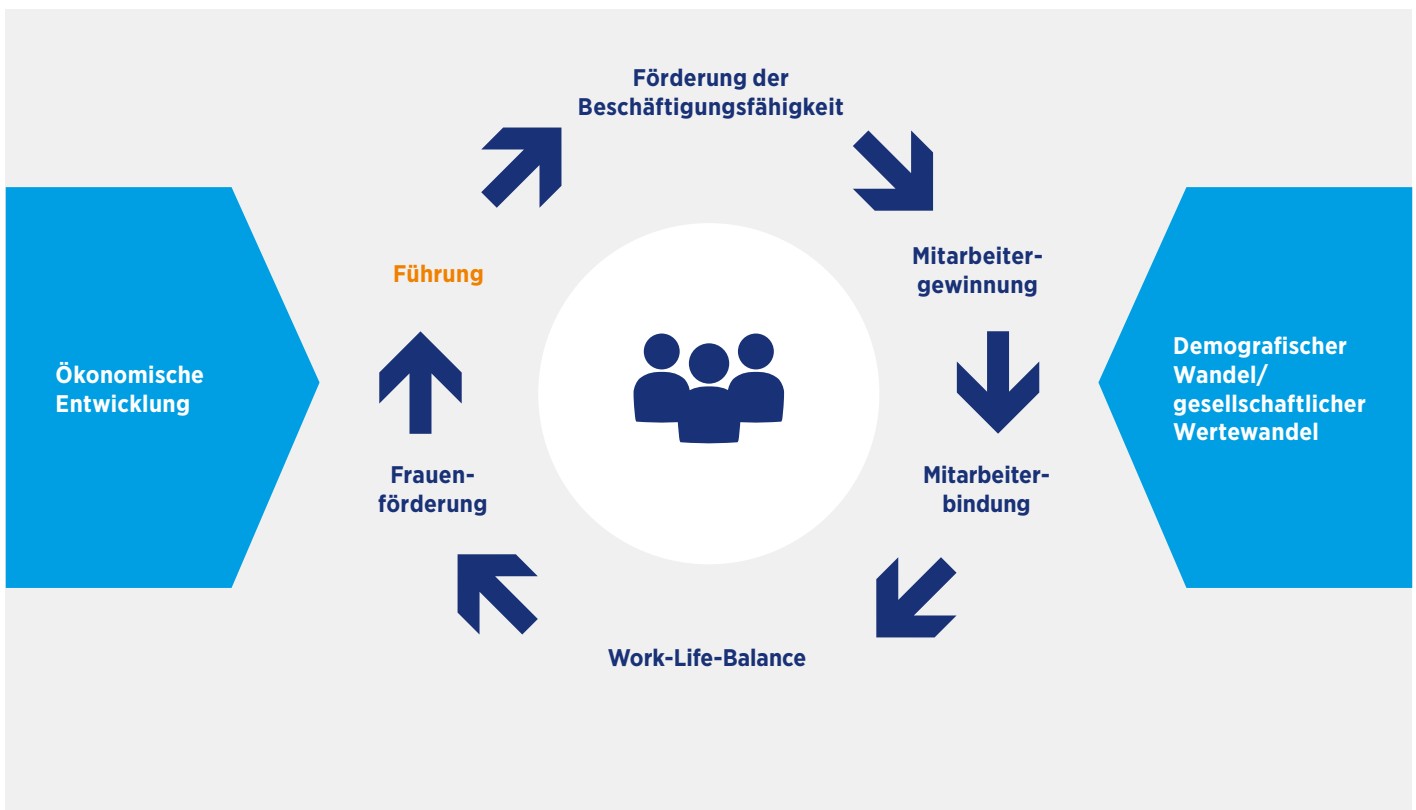 Förderung der
Beschäftigungsfähigkeit
Führung
Mitarbeiter-
gewinnung
Ökonomische
Entwicklung
Demografischer
Wandel/
gesellschaftlicher
Wertewandel
Frauen-
förderung
Mitarbeiter-
bindung
Work-Life-Balance